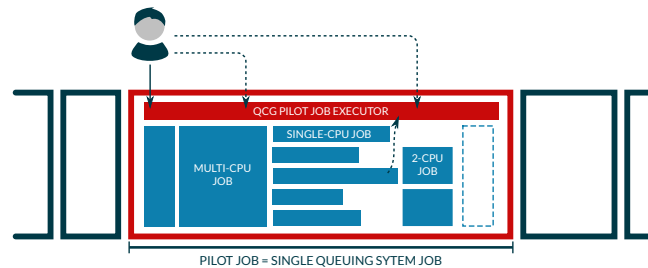 QCG PILOT JOB EXECUTOR
SINGLE-CPU JOB
MULTI-CPU
JOB
2-CPU
JOB
PILOT JOB = SINGLE QUEUING SYTEM JOB